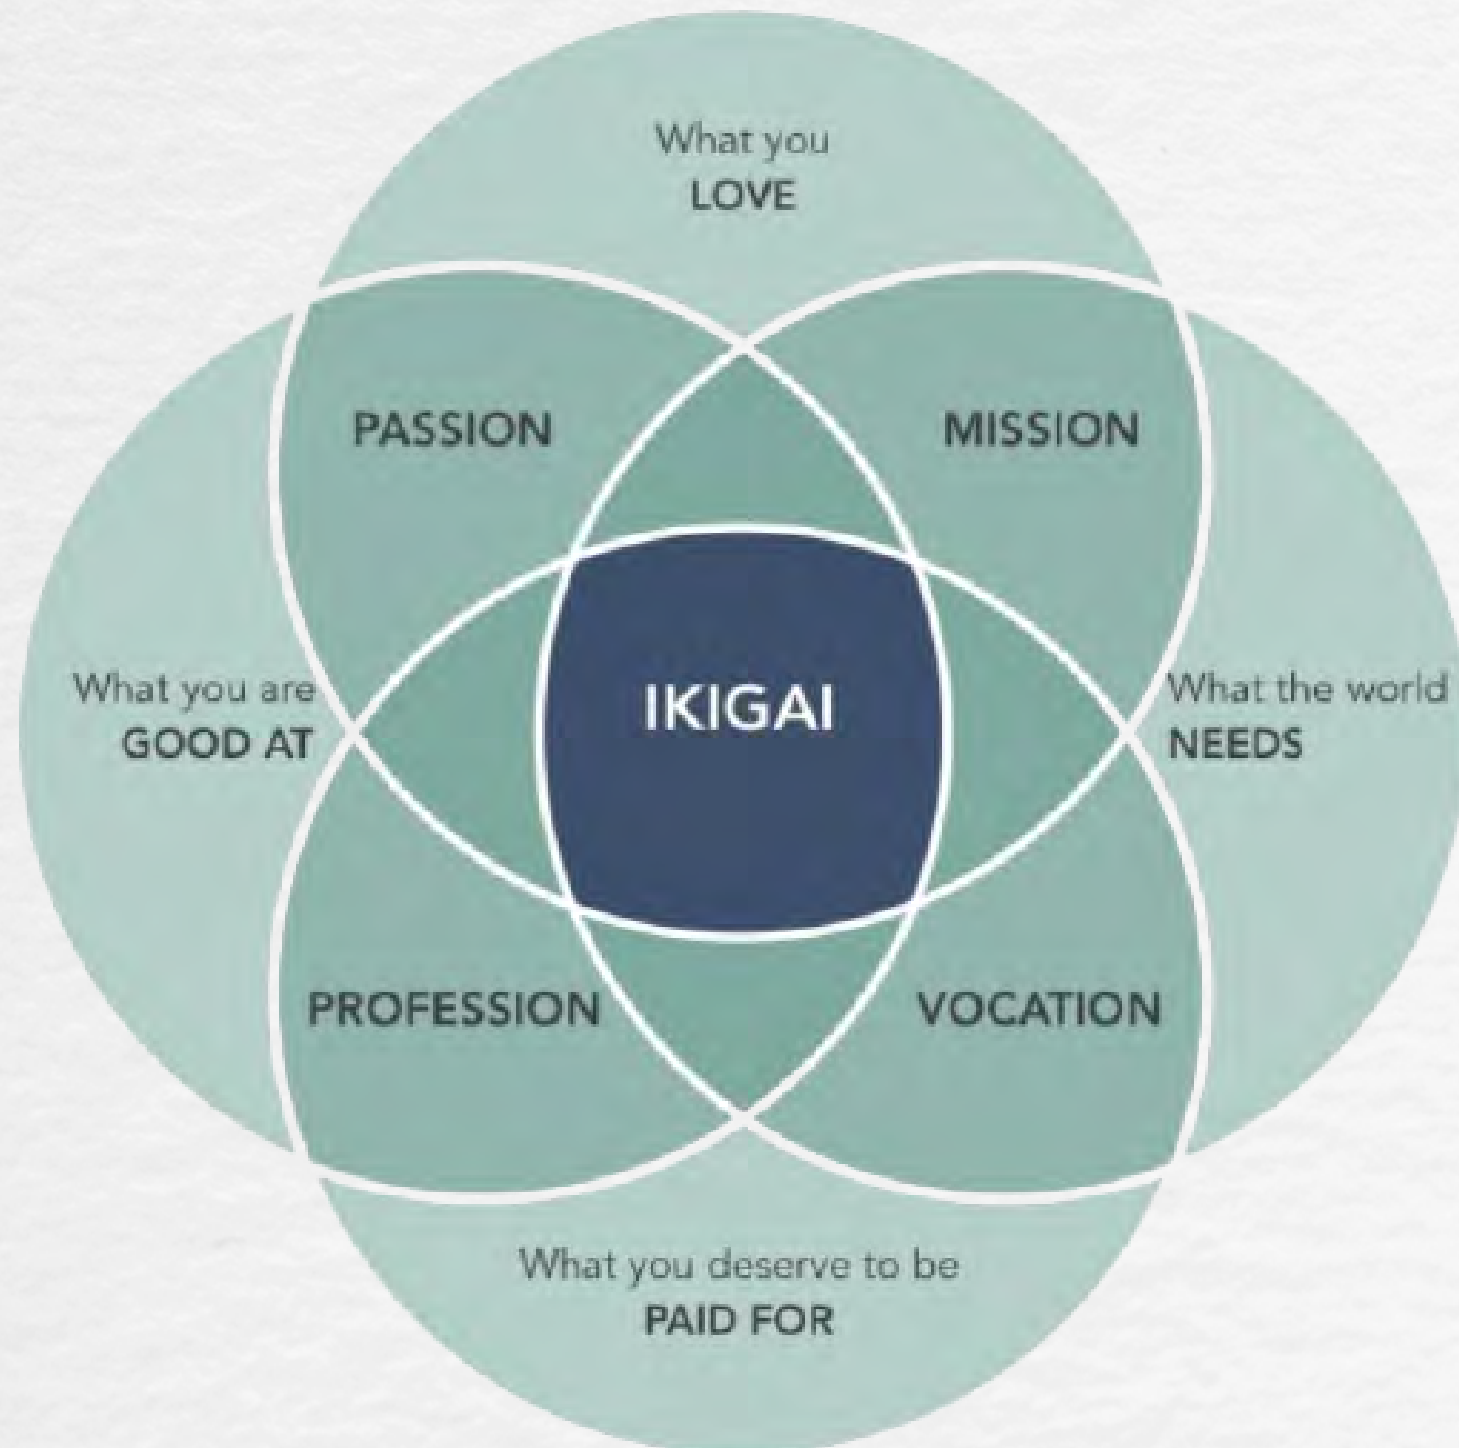 What you
LOVE
PASSION
MISSION
What you are
GOOD AT
IKIGAI
What the world
NEEDS
PROFESSION
VOCATION
What you deserve to be
PAID FOR